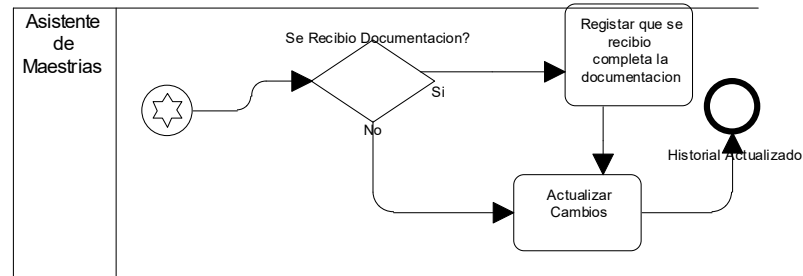 Asistente
de
Maestrias
Se Recibio Documentacion?
Si
No
Registar que se
recibio
completa la
documentacion
Historial Actualizado
Actualizar
Cambios